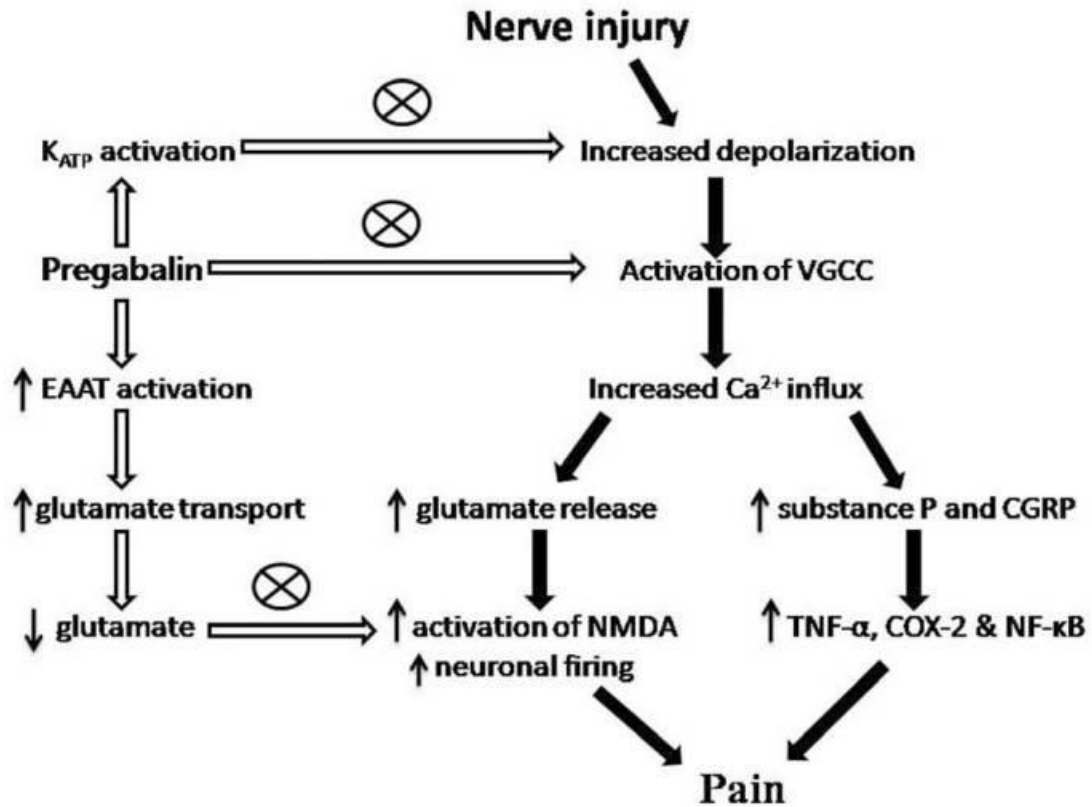 Nerve injury
K_ATP activation
Increased depolarization
Pregabalin
Activation of VGCC
↑ EAAT activation
Increased Ca²⁺ influx
↑ glutamate transport
↑ glutamate release
↑ substance P and CGRP
↓ glutamate
↑ activation of NMDA
↑ neuronal firing
↑ TNF-α, COX-2 & NF-κB
Pain